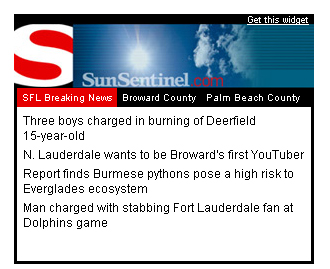 Get this widget
S
SunSentinel.com
SFL Breaking News Broward County Palm Beach County
Three boys charged in burning of Deerfield
15-year-old
N. Lauderdale wants to be Broward's first YouTuber
Report finds Burmese pythons pose a high risk to
Everglades ecosystem
Man charged with stabbing Fort Lauderdale fan at
Dolphins game